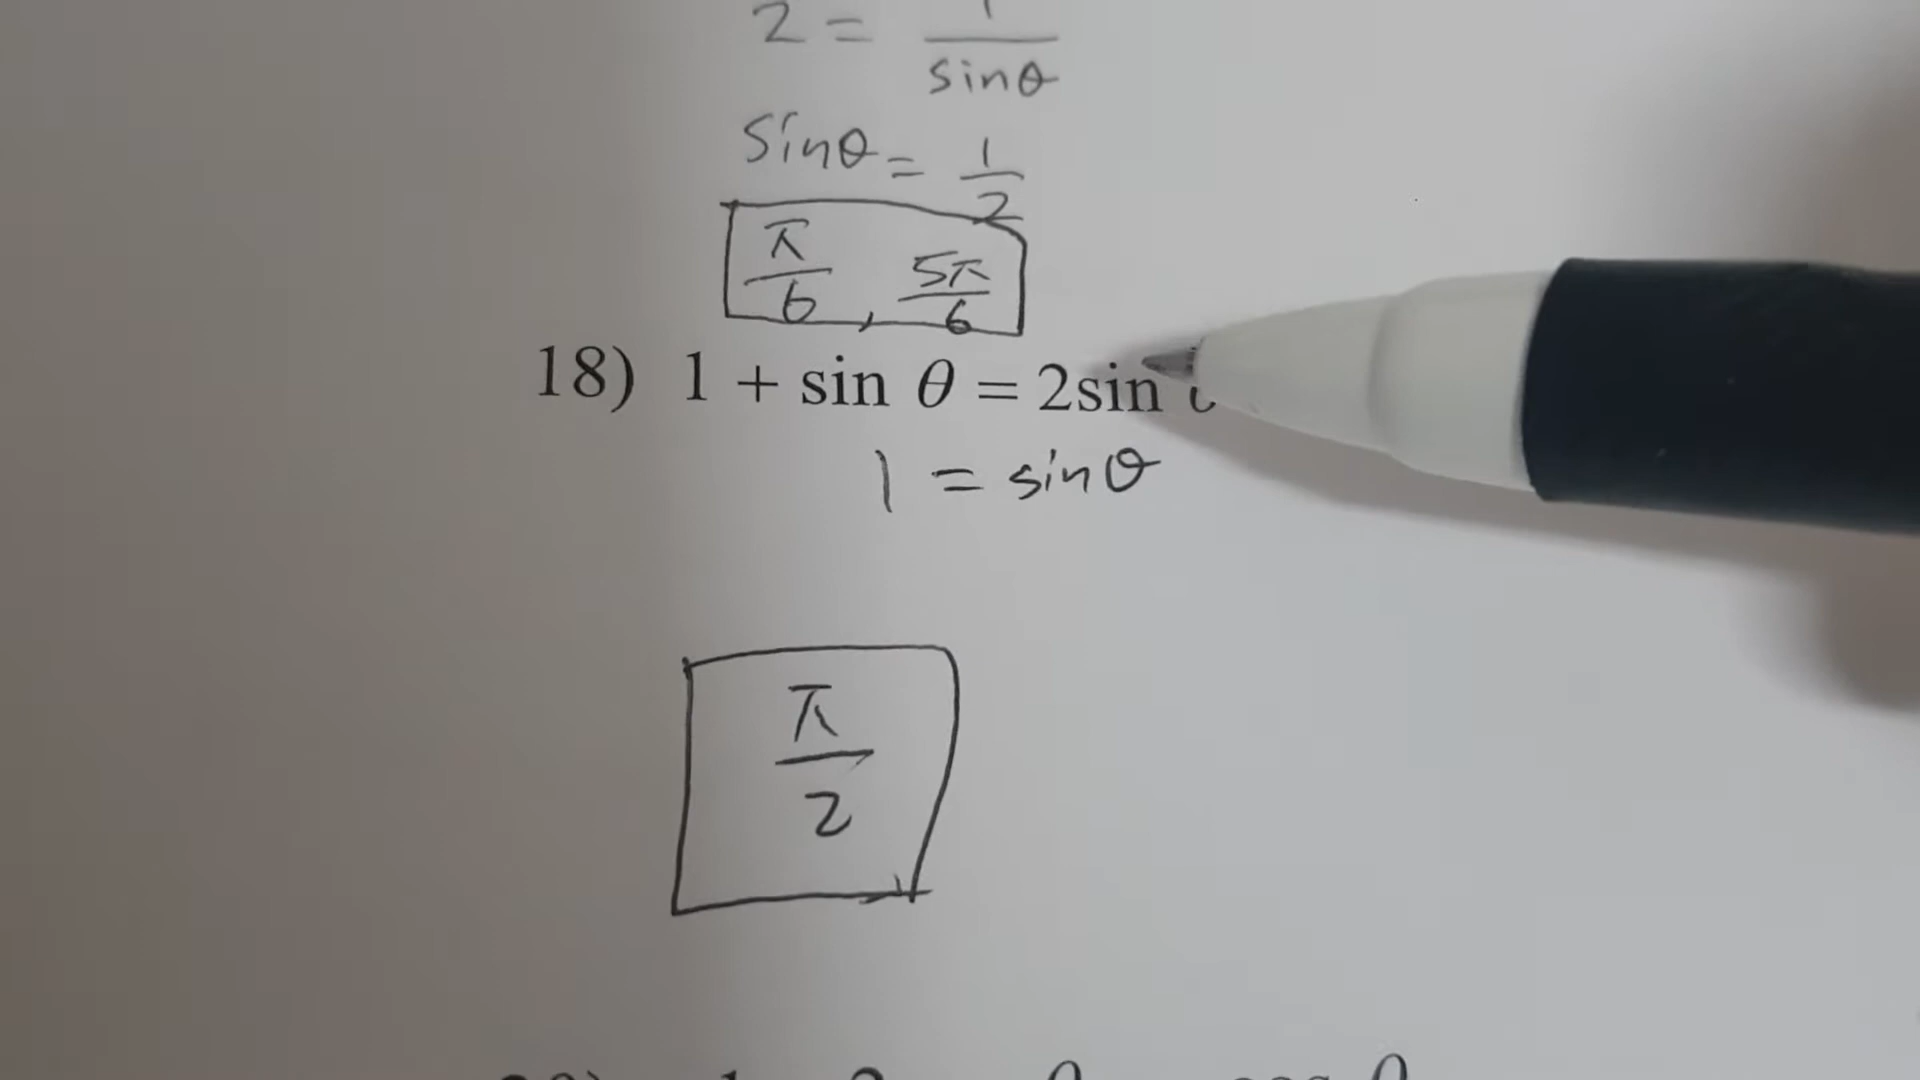 2 = 1/sinθ
sinθ = 1/2
π/6, 5π/6
18) 1 + sin θ = 2sin θ
1 = sinθ
π/2